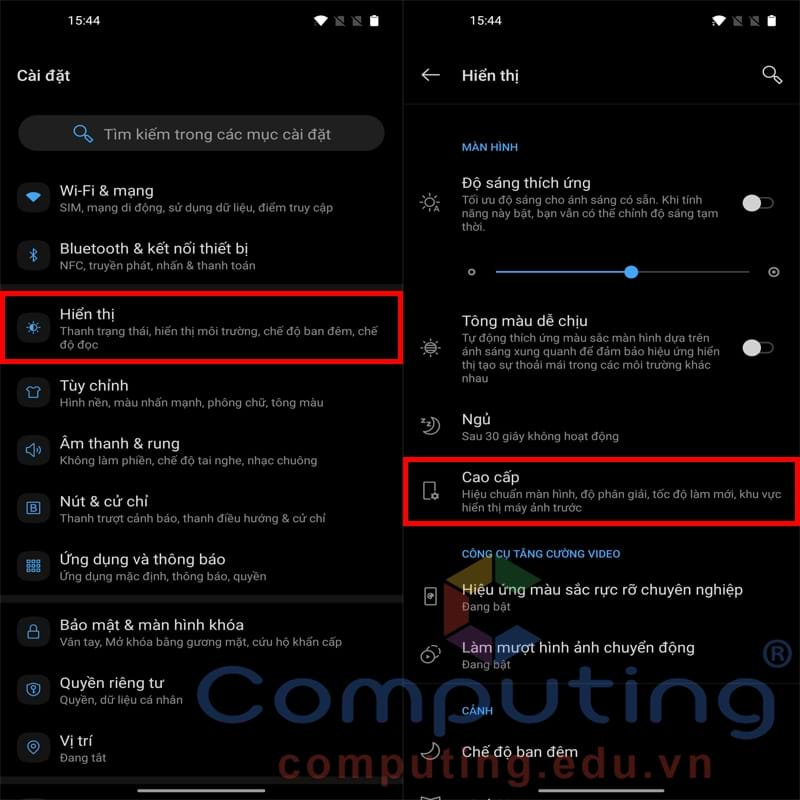 15:44
Cài đặt
Tìm kiếm trong các mục cài đặt
Wi-Fi & mạng
SIM, mạng di động, sử dụng dữ liệu, điểm truy cập
Bluetooth & kết nối thiết bị
NFC, truyền phát, nhấn & thanh toán
Hiển thị
Thanh trạng thái, hiển thị môi trường, chế độ ban đêm, chế
độ đọc
Tùy chỉnh
Hình nền, màu nhấn mạnh, phông chữ, tông màu
Âm thanh & rung
Không làm phiền, chế độ tai nghe, nhạc chuông
Nút & cử chỉ
Thanh trượt cảnh báo, thanh điều hướng & cử chỉ
Ứng dụng và thông báo
Ứng dụng mặc định, thông báo, quyền
Bảo mật & màn hình khóa
Vân tay, Mở khóa bằng gương mặt, cứu hộ khẩn cấp
Quyền riêng tư
Quyền, dữ liệu cá nhân
Vị trí
Đang tắt
15:44
Hiển thị
MÀN HÌNH
Độ sáng thích ứng
Tối ưu độ sáng cho ánh sáng có sẵn. Khi tính
năng này bật, bạn vẫn có thể chỉnh độ sáng tạm
thời.
Tông màu dễ chịu
Tự động thích ứng màu sắc màn hình dựa trên
ánh sáng xung quanh để đảm bảo hiệu ứng hiển
thị tạo sự thoải mái trong các môi trường khác
nhau
Ngủ
Sau 30 giây không hoạt động
Cao cấp
Hiệu chuẩn màn hình, độ phân giải, tốc độ làm mới, khu vực
hiển thị máy ảnh trước
CÔNG CỤ TĂNG CƯỜNG VIDEO
Hiệu ứng màu sắc rực rỡ chuyên nghiệp
Đang bật
Làm mượt hình ảnh chuyển động
Đang bật
CẢNH
Chế độ ban đêm
Computing®
computing.edu.vn